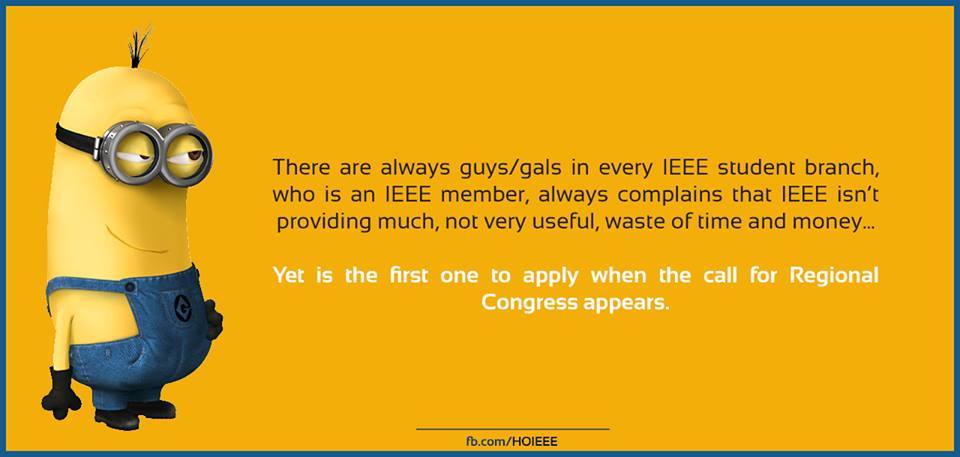 There are always guys/gals in every IEEE student branch,
who is an IEEE member, always complains that IEEE isn't
providing much, not very useful, waste of time and money...
Yet is the first one to apply when the call for Regional
Congress appears.
fb.com/HOIEEE